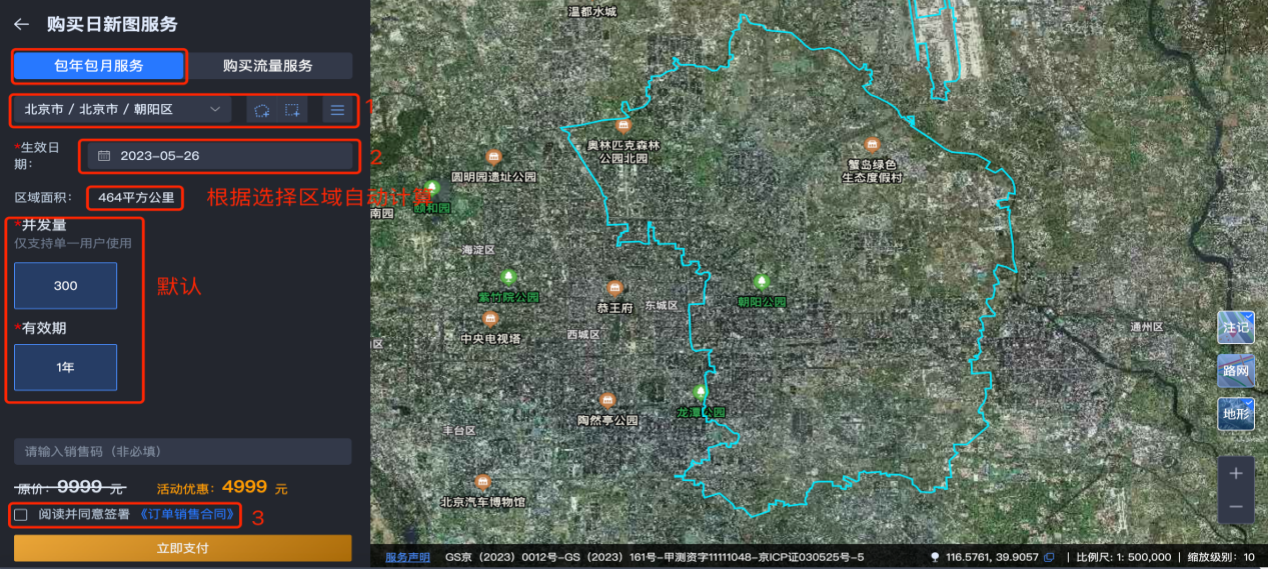 购买日新图服务
包年包月服务
购买流量服务
北京市 / 北京市 / 朝阳区
1
*生效日期：
2023-05-26
2
区域面积：
464平方公里
根据选择区域自动计算
*并发量
仅支持单一用户使用
300
默认
*有效期
1年
请输入销售码（非必填）
原价：9999 元
活动优惠：4999 元
阅读并同意签署《订单销售合同》
3
立即支付
温都水城
奥林匹克森林
公园北园
蟹岛绿色
生态度假村
圆明园遗址公园
颐和园
南园
海淀区
紫竹院公园
恭王府
东城区
朝阳公园
中央电视塔
西城区
区
通州区
陶然亭公园
龙潭公园
丰台区
北京汽车博物馆
注记
路网
地形
服务声明
GS京（2023）0012号-GS（2023）161号-甲测资字11111048-京ICP证030525号-5
116.5761, 39.9057
| 比例尺: 1: 500,000 | 缩放级别: 10